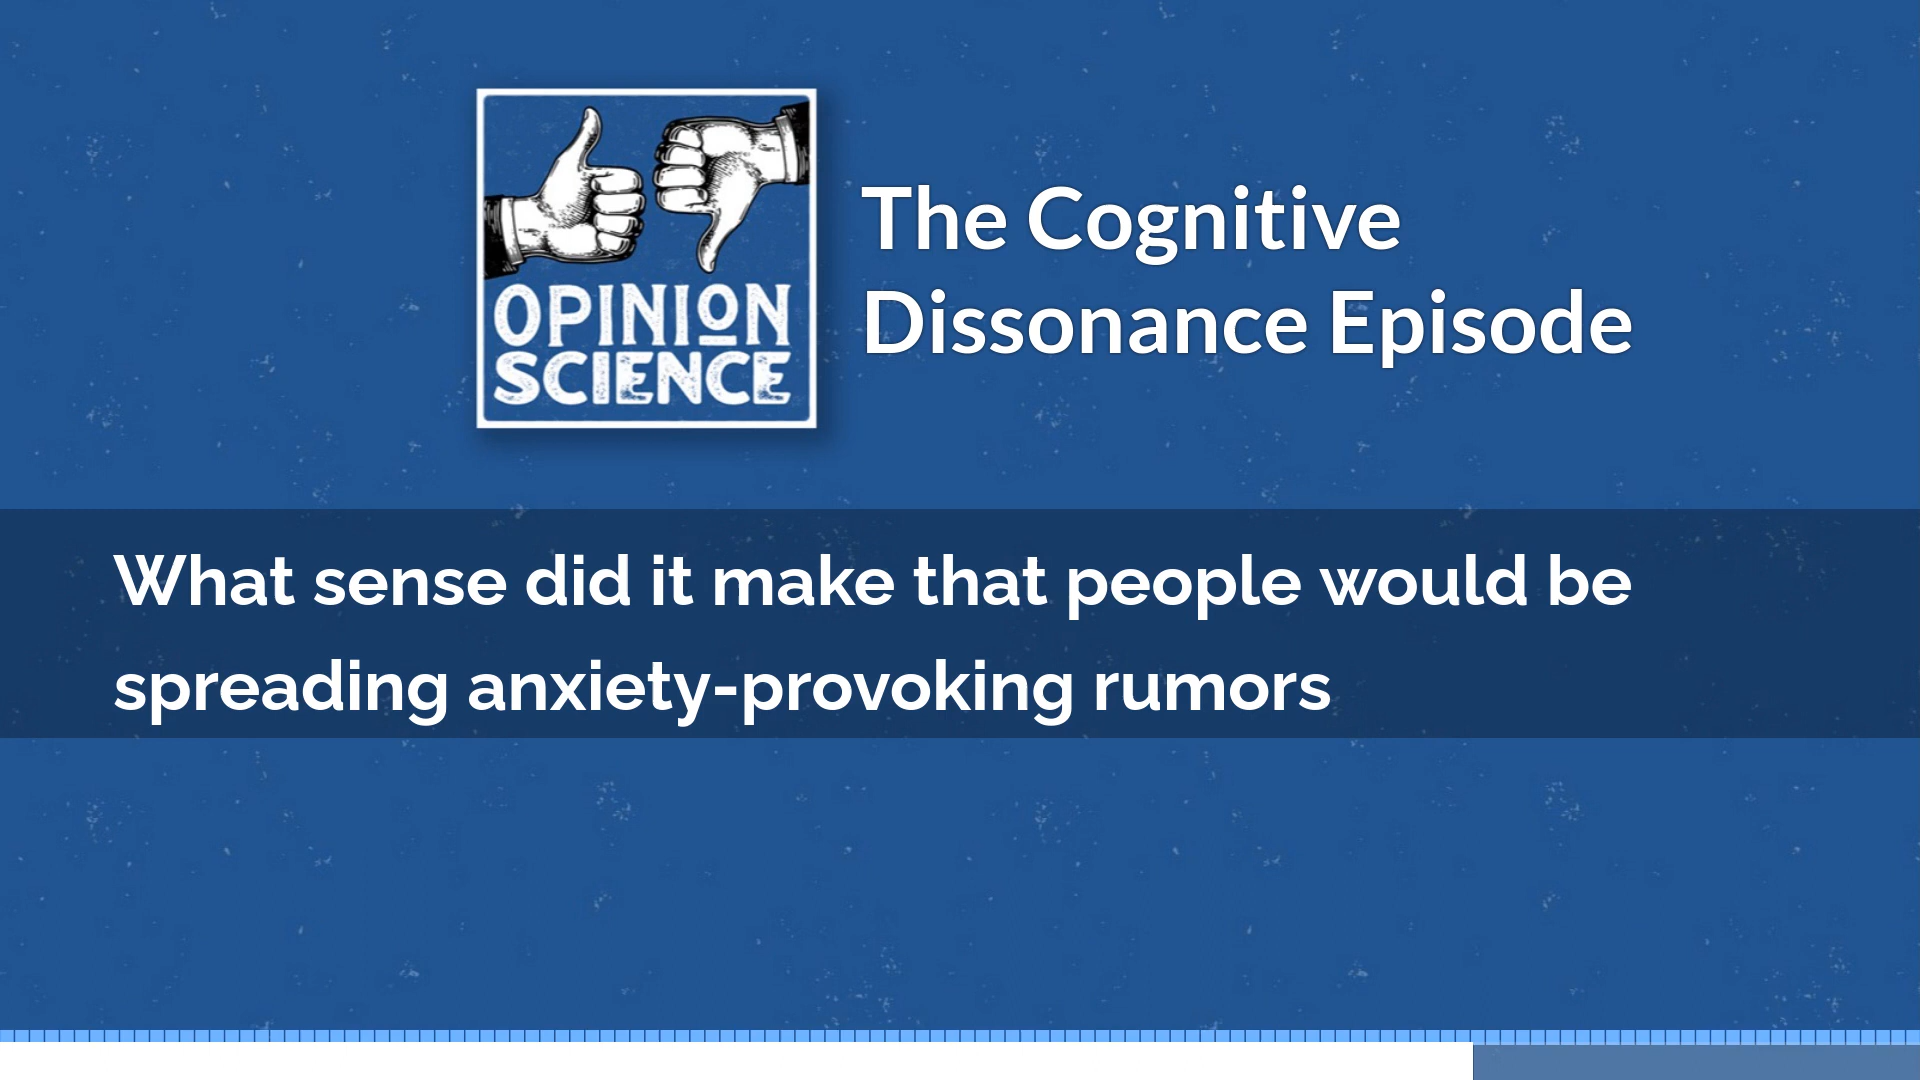 OPINION
SCIENCE
The Cognitive
Dissonance Episode
What sense did it make that people would be
spreading anxiety-provoking rumors